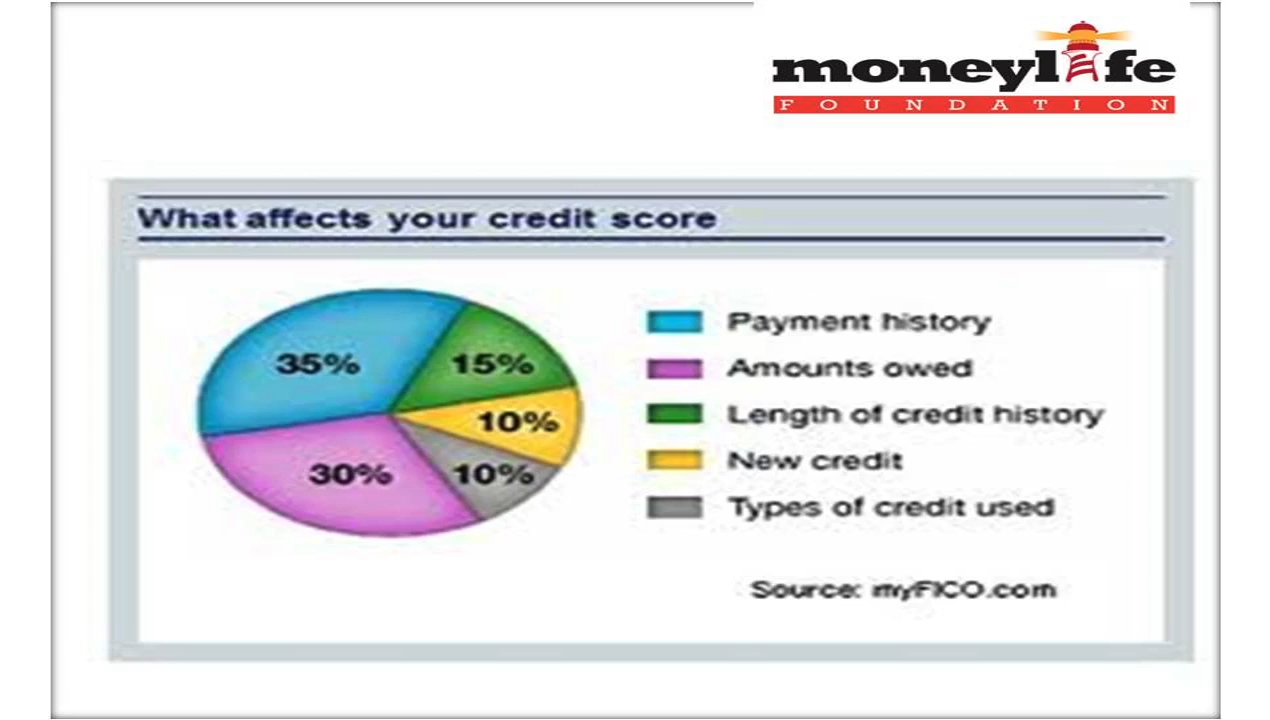 moneylife
FOUNDATION
What affects your credit score
35%
15%
10%
30%
10%
Payment history
Amounts owed
Length of credit history
New credit
Types of credit used
Source: myFICO.com